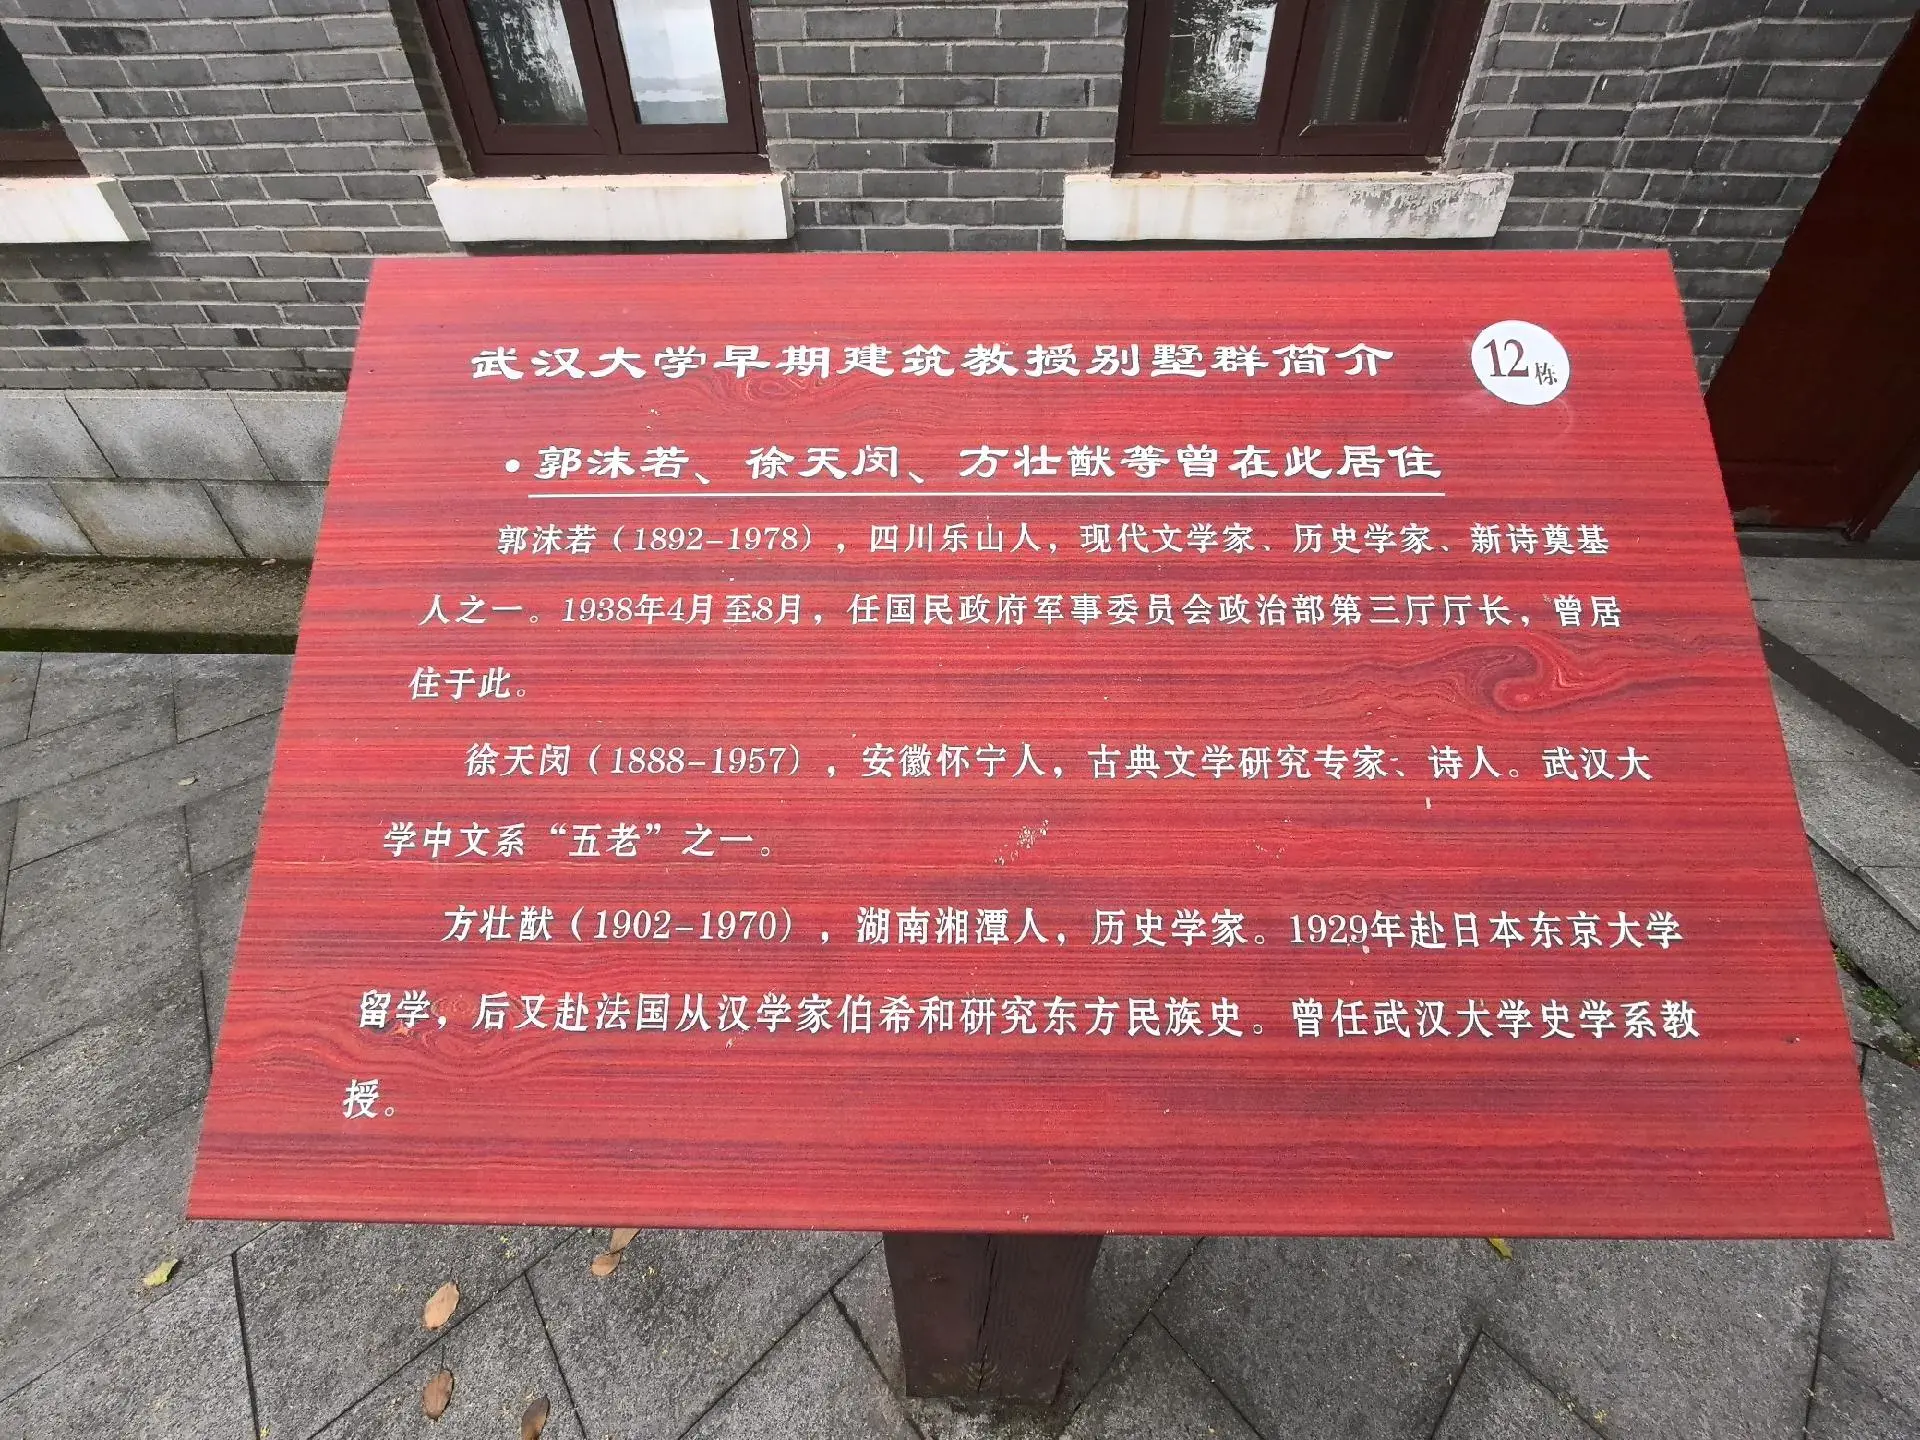 武汉大学早期建筑教授别墅群简介
12栋
•郭沫若、徐天闵、方壮猷等曾在此居住
郭沫若（1892-1978），四川乐山人，现代文学家、历史学家、新诗奠基
人之一。1938年4月至8月，任国民政府军事委员会政治部第三厅厅长，曾居
住于此。
徐天闵（1888-1957），安徽怀宁人，古典文学研究专家、诗人。武汉大
学中文系“五老”之一。
方壮猷（1902-1970），湖南湘潭人，历史学家。1929年赴日本东京大学
留学，后又赴法国从汉学家伯希和研究东方民族史。曾任武汉大学史学系教
授。